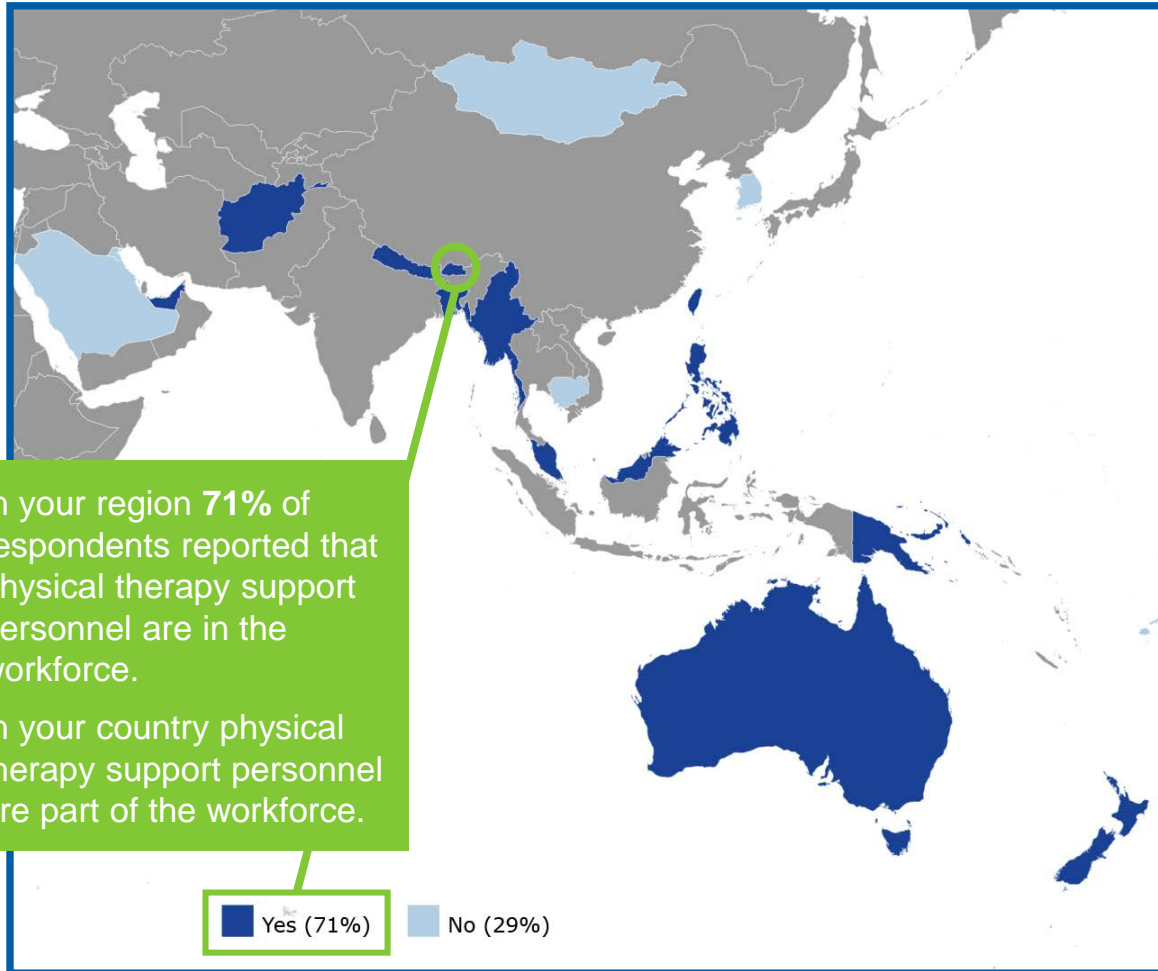 n your region 71% of
espondents reported that
hysical therapy support
ersonnel are in the
vorkforce.
n your country physical
herapy support personnel
re part of the workforce.
Yes (71%)
No (29%)